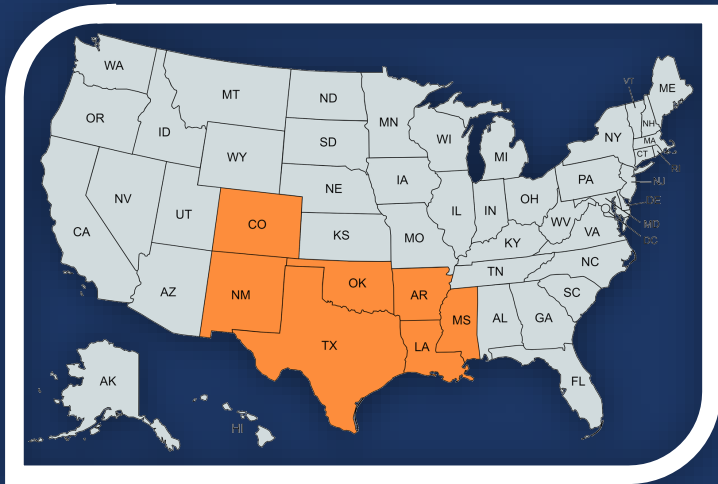 WA
MT
ND
MN
ME
VT
NH
OR
ID
SD
WI
MI
NY
MA
CT
RI
WY
IA
PA
NJ
NE
OH
DE
MD
DC
NV
UT
CO
IL
IN
WV
VA
CA
KS
MO
KY
NC
AZ
NM
OK
AR
TN
SC
TX
LA
MS
AL
GA
FL
AK
HI